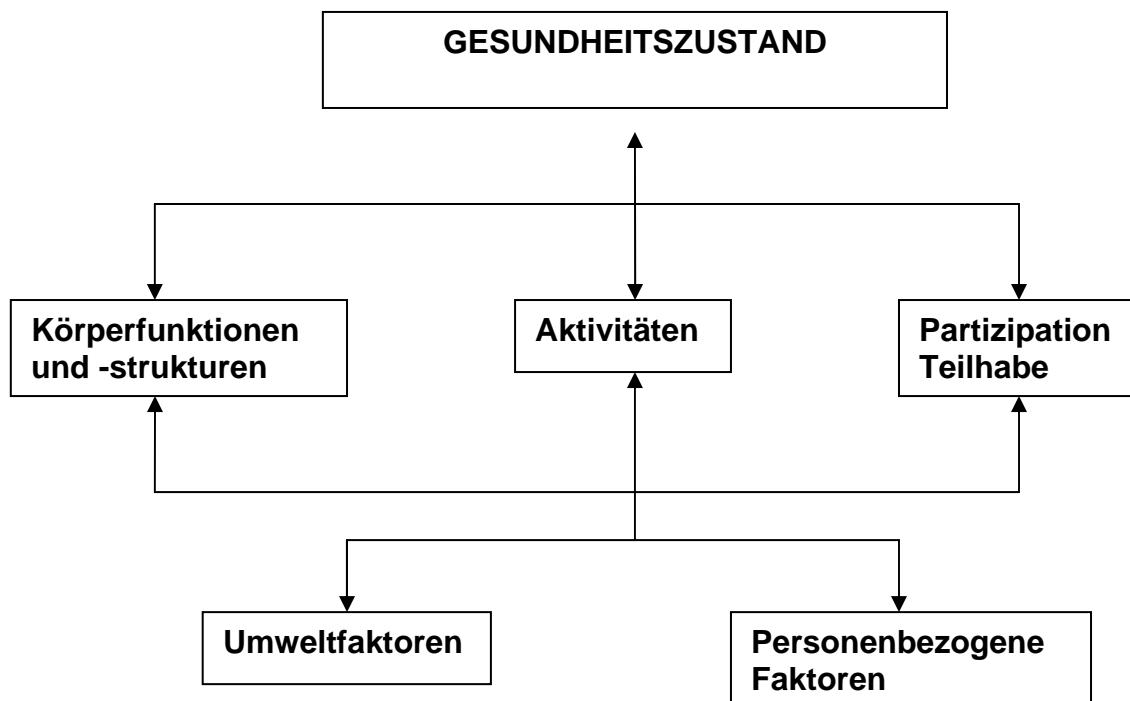 GESUNDHEITSZUSTAND
Körperfunktionen
und -strukturen
Aktivitäten
Partizipation
Teilhabe
Umweltfaktoren
Personenbezogene
Faktoren